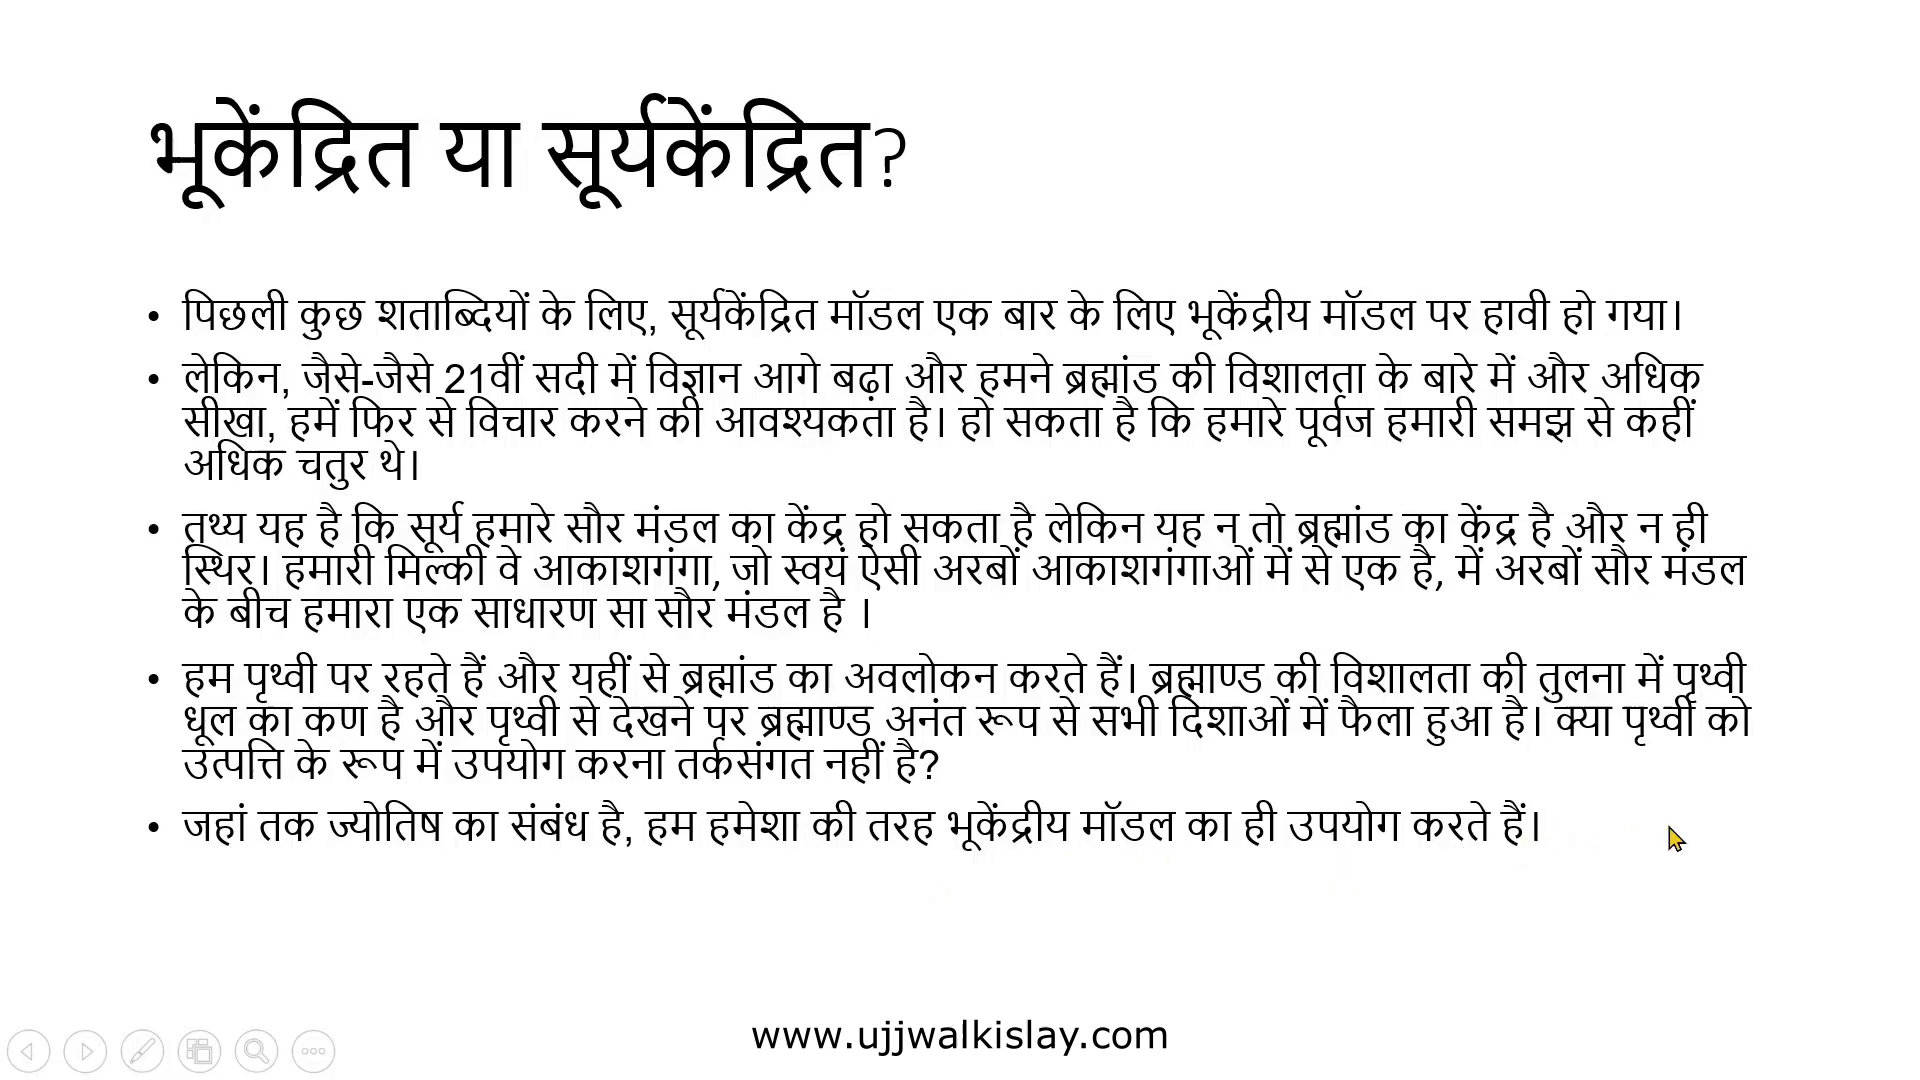 भूकेंद्रित या सूर्यकेंद्रित?
• पिछली कुछ शताब्दियों के लिए, सूर्यकेंद्रित मॉडल एक बार के लिए भूकेंद्रीय मॉडल पर हावी हो गया।
• लेकिन, जैसे-जैसे 21वीं सदी में विज्ञान आगे बढ़ा और हमने ब्रह्मांड की विशालता के बारे में और अधिक
सीखा, हमें फिर से विचार करने की आवश्यकता है। हो सकता है कि हमारे पूर्वज हमारी समझ से कहीं
अधिक चतुर थे।
• तथ्य यह है कि सूर्य हमारे सौर मंडल का केंद्र हो सकता है लेकिन यह न तो ब्रह्मांड का केंद्र है और न ही
स्थिर। हमारी मिल्की वे आकाशगंगा, जो स्वयं ऐसी अरबों आकाशगंगाओं में से एक है, में अरबों सौर मंडल
के बीच हमारा एक साधारण सा सौर मंडल है ।
• हम पृथ्वी पर रहते हैं और यहीं से ब्रह्मांड का अवलोकन करते हैं। ब्रह्माण्ड की विशालता की तुलना में पृथ्वी
धूल का कण है और पृथ्वी से देखने पर ब्रह्माण्ड अनंत रूप से सभी दिशाओं में फैला हुआ है। क्या पृथ्वी को
उत्पत्ति के रूप में उपयोग करना तर्कसंगत नहीं है?
• जहां तक ज्योतिष का संबंध है, हम हमेशा की तरह भूकेंद्रीय मॉडल का ही उपयोग करते हैं।
www.ujjwalkislay.com